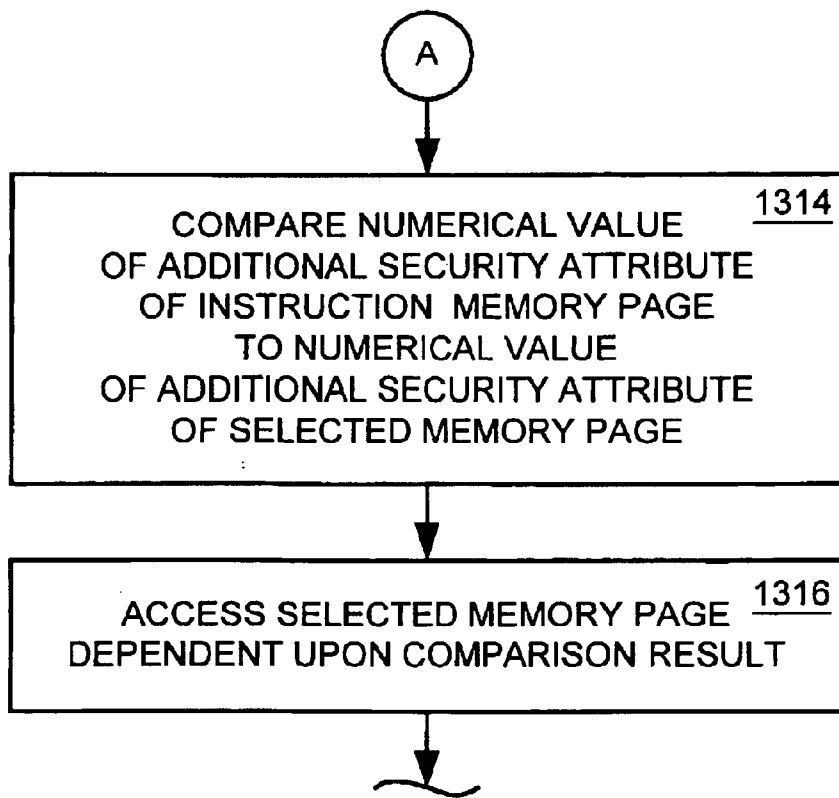 A
1314
COMPARE NUMERICAL VALUE
OF ADDITIONAL SECURITY ATTRIBUTE
OF INSTRUCTION MEMORY PAGE
TO NUMERICAL VALUE
OF ADDITIONAL SECURITY ATTRIBUTE
OF SELECTED MEMORY PAGE
1316
ACCESS SELECTED MEMORY PAGE
DEPENDENT UPON COMPARISON RESULT